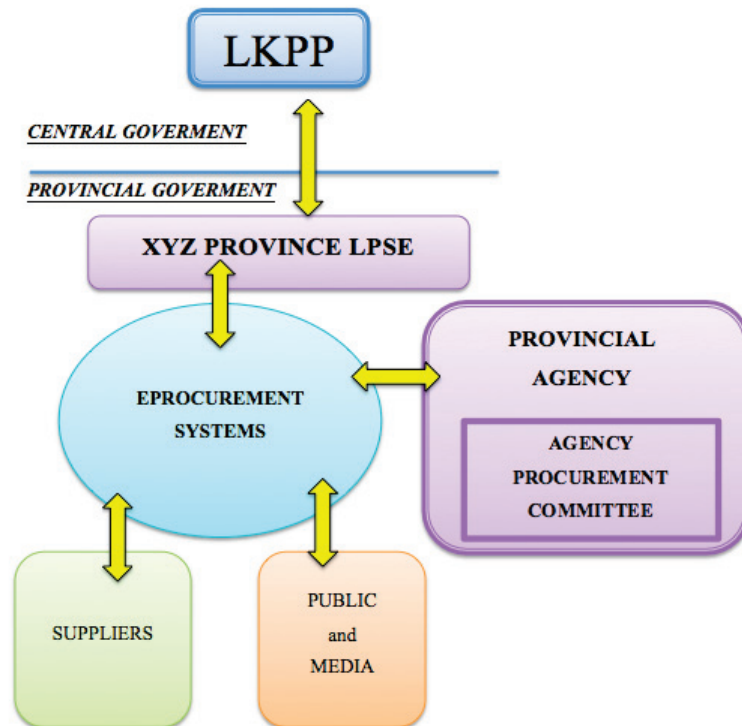 LKPP
CENTRAL GOVERMENT
PROVINCIAL GOVERMENT
XYZ PROVINCE LPSE
EPROCUREMENT
SYSTEMS
PROVINCIAL
AGENCY
AGENCY
PROCUREMENT
COMMITTEE
SUPPLIERS
PUBLIC
and
MEDIA